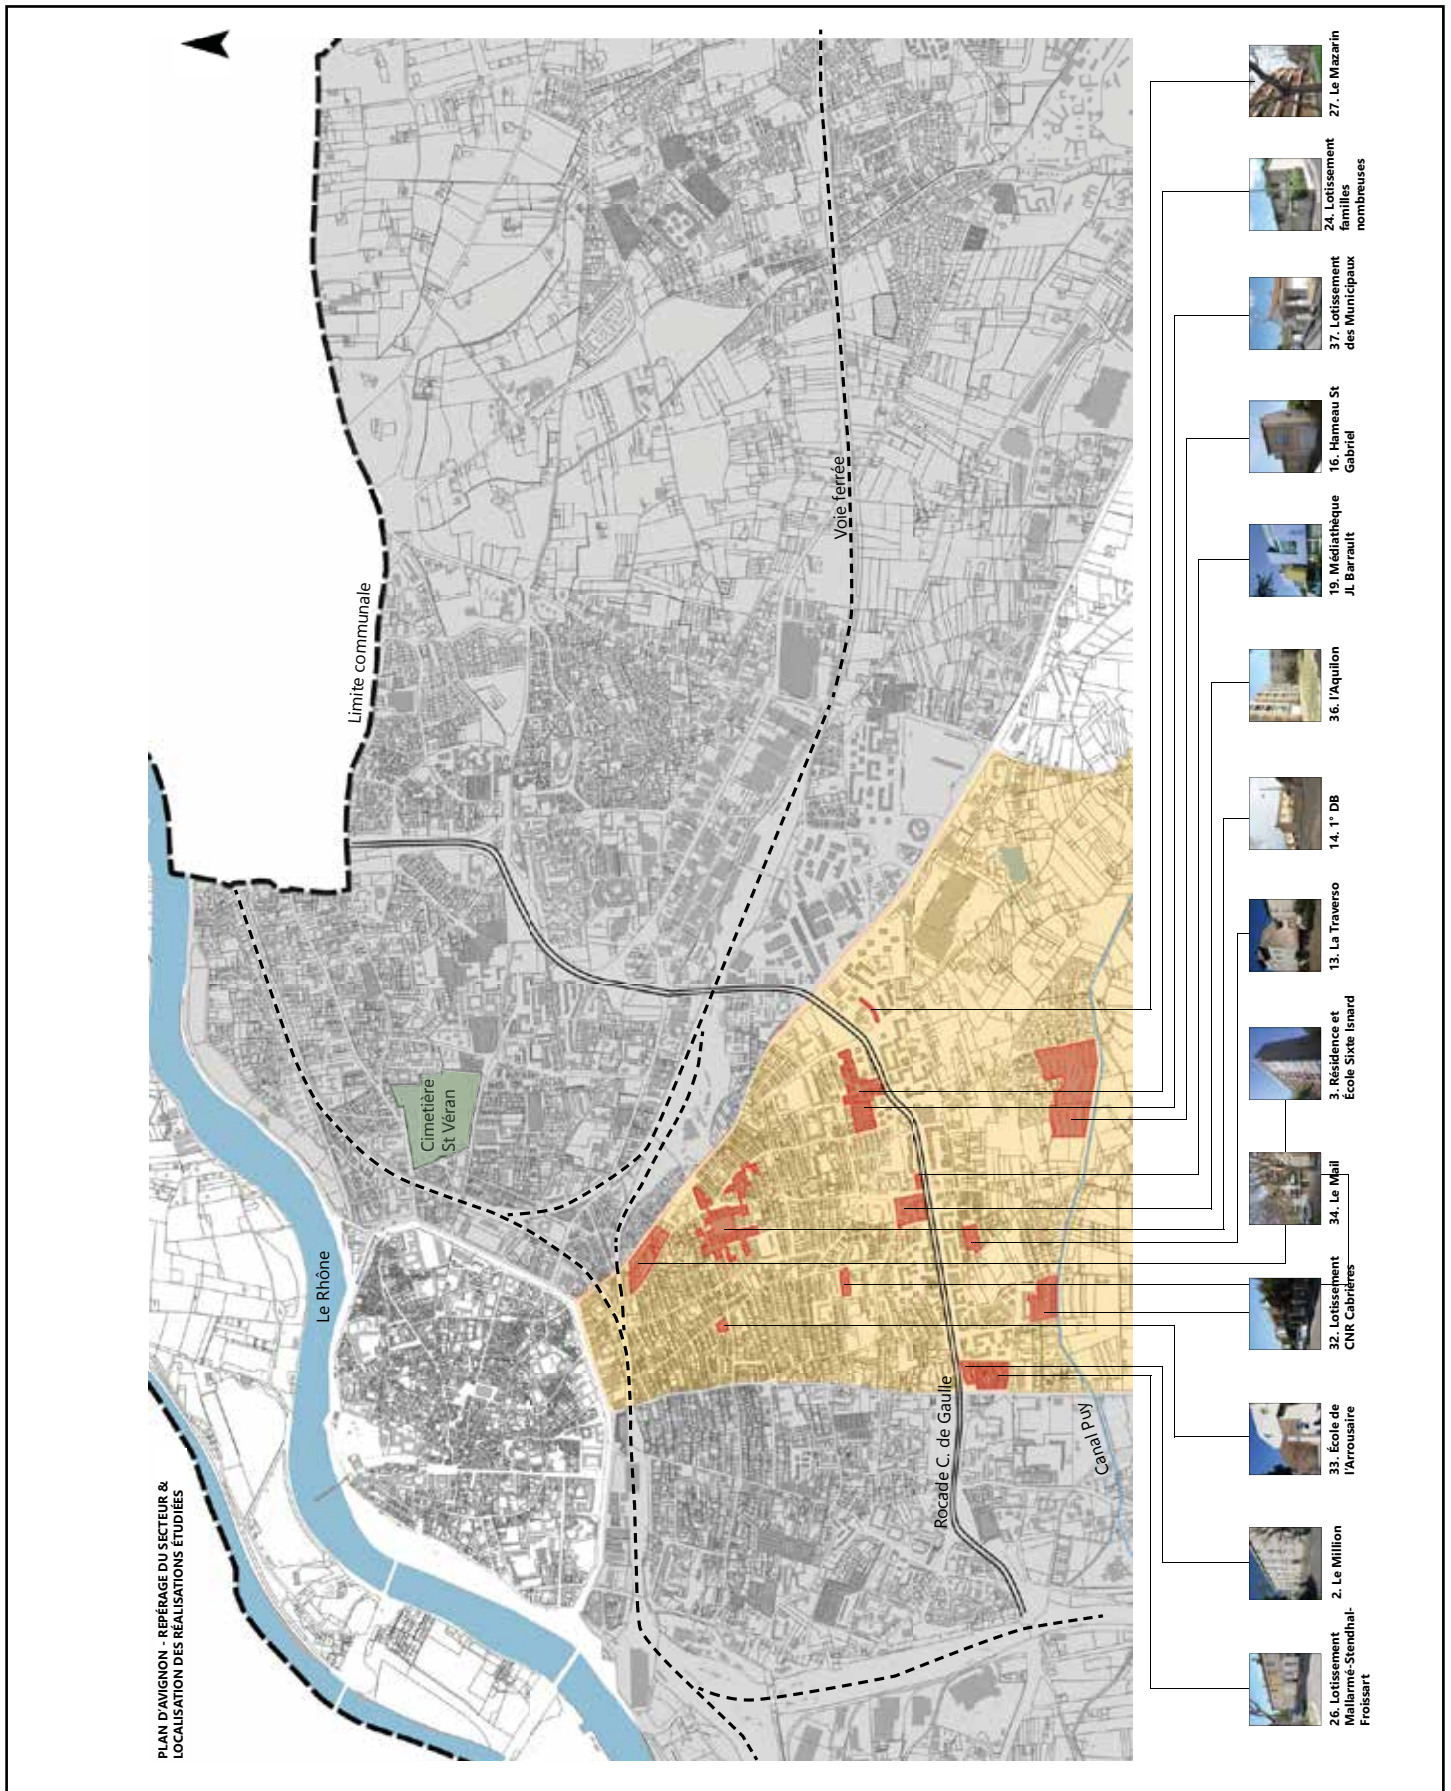 PLAN D'AVIGNON - REPÉRAGE DU SECTEUR &
LOCALISATION DES RÉALISATIONS ÉTUDIÉES
Le Rhône
Limite communale
Cimetière
St Véran
Voie ferrée
Rocade C. de Gaulle
Canal Puy
26. Lotissement
Mallarmé-Stendhal-
Froissart
2. Le Million
33. École de
l'Arrousaire
32. Lotissement
CNR Cabrières
34. Le Mail
3. Résidence et
École Sixte Isnard
13. La Traverso
14. 1° DB
36. l'Aquilon
19. Médiathèque
JL Barrault
16. Hameau St
Gabriel
37. Lotissement
des Municipaux
24. Lotissement
familles
nombreuses
27. Le Mazarin